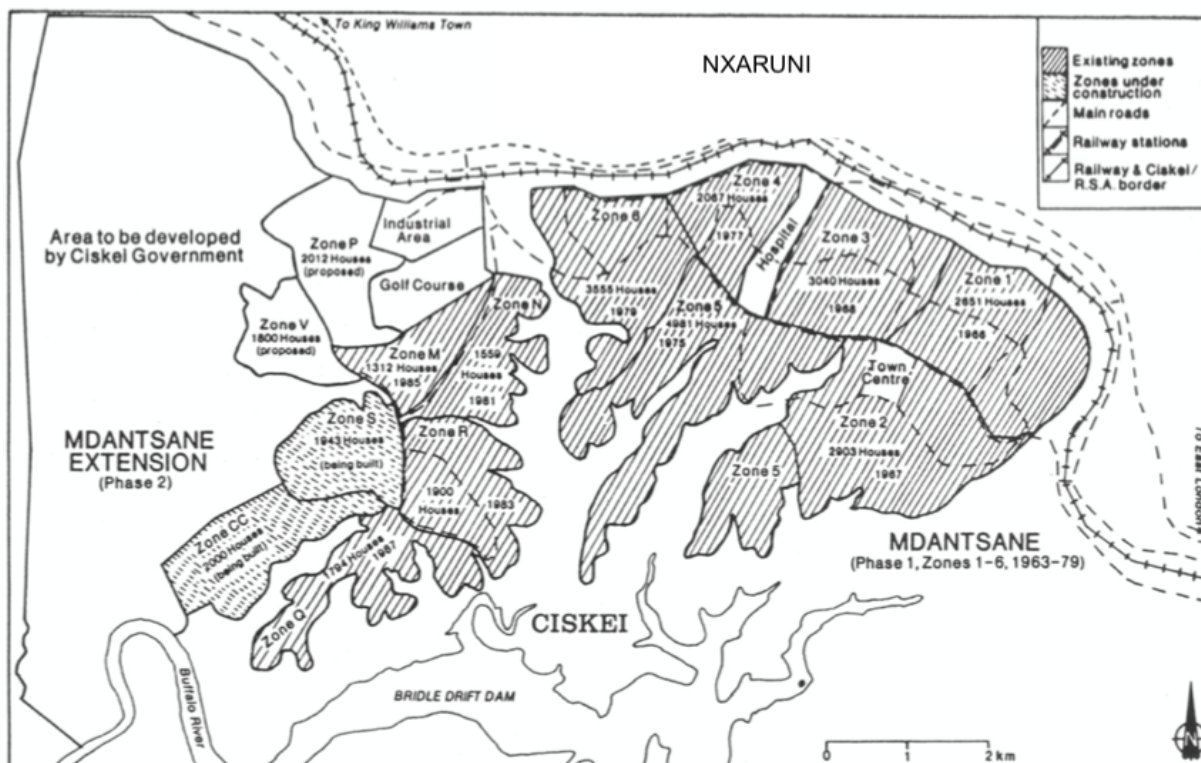 To King Williams Town
NXARUNI
Existing zones
Zones under
construction
Main roads
Railway stations
Railway & Ciskei/
R.S.A. border
Area to be developed
by Ciskei Government
Zone P
2012 Houses
(proposed)
Industrial
Area
Golf Course
Zone V
1800 Houses
(proposed)
Zone M
1312 Houses
1985
Zone N
1559
Houses
1981
Zone 6
3555 Houses
1979
Zone 4
2067 Houses
1977
Hospital
Zone 5
4981 Houses
1975
Zone 3
3040 Houses
1968
Zone 1
2651 Houses
Town
Centre
Zone 2
2903 Houses
1967
Zone 5
MDANTSANE
EXTENSION
(Phase 2)
Zone S
1943 Houses
(being built)
Zone R
1900
Houses
1983
Zone CC
2000 Houses
(being built)
1794 Houses
1987
Zone Q
MDANTSANE
(Phase 1, Zones 1-6, 1963-79)
To East London
CISKEI
BRIDLE DRIFT DAM
Buffalo River
0 1 2 km
N